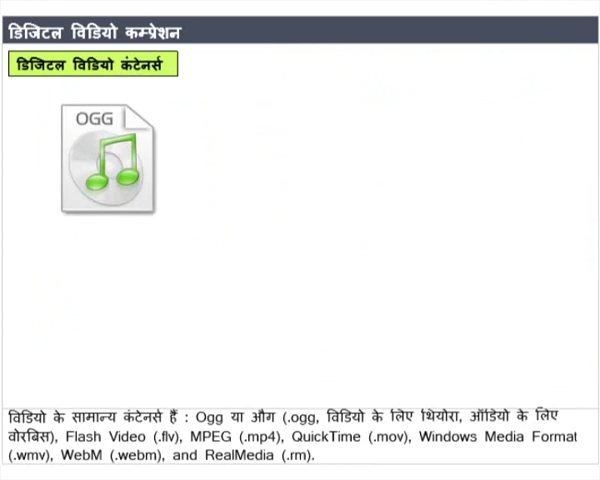 डिजिटल विडियो कम्प्रेशन
डिजिटल विडियो कंटेनर्स
OGG
विडियो के सामान्य कंटेनर्स हैं : Ogg या औग (.ogg, विडियो के लिए थियोरा, ऑडियो के लिए
वोरबिस), Flash Video (.flv), MPEG (.mp4), QuickTime (.mov), Windows Media Format
(.wmv), WebM (.webm), and RealMedia (.rm).